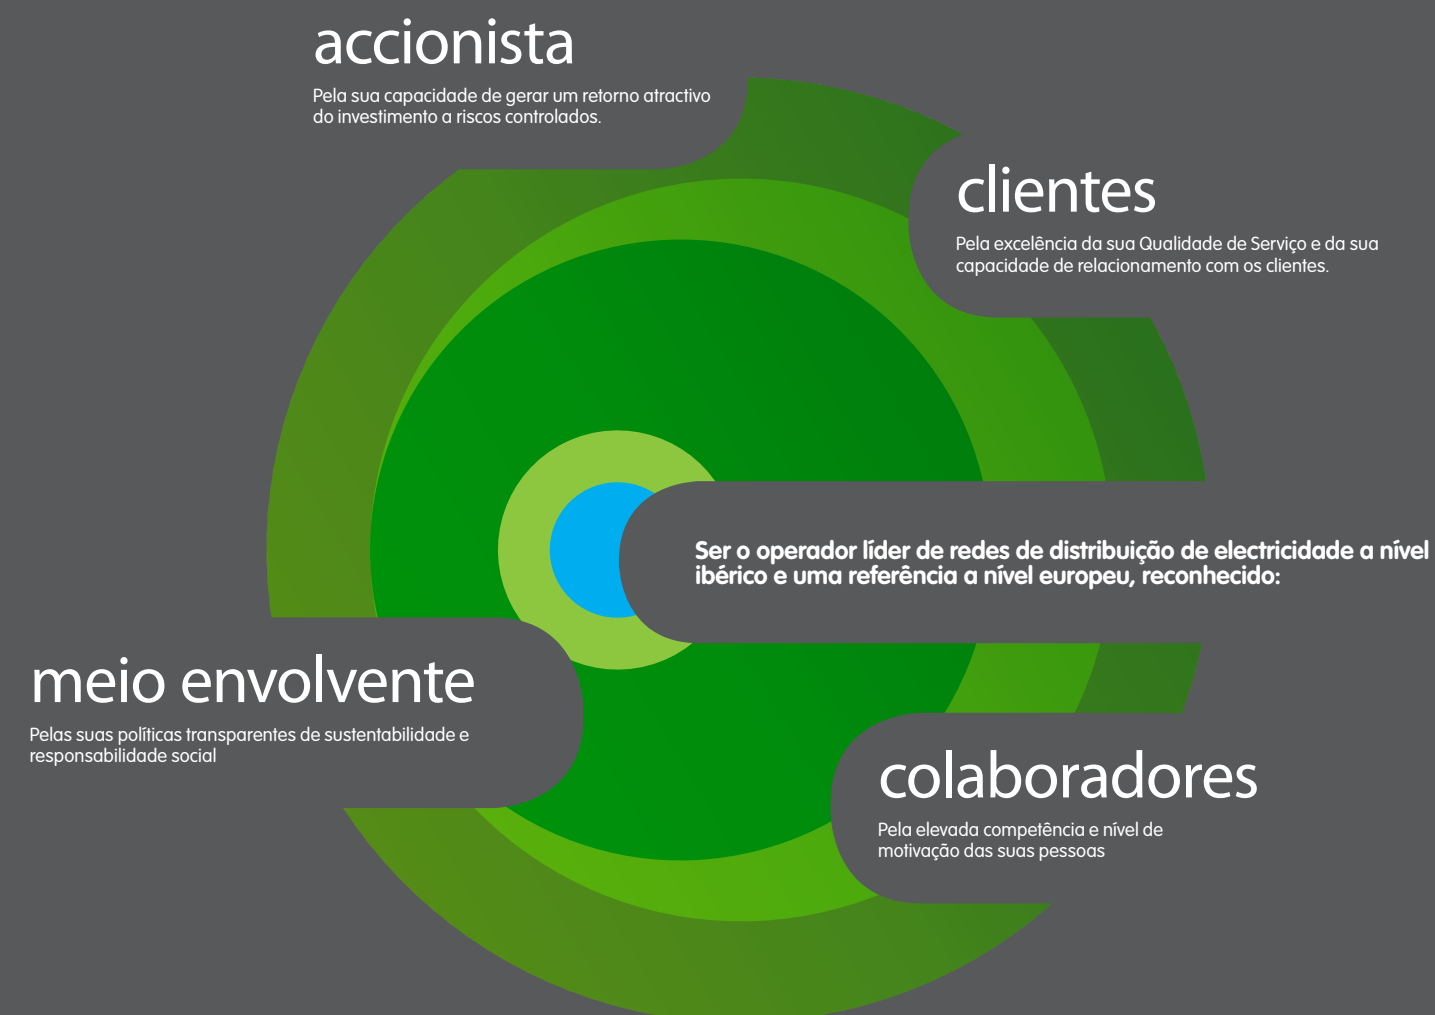 accionista
Pela sua capacidade de gerar um retorno atractivo
do investimento a riscos controlados.
clientes
Pela excelência da sua Qualidade de Serviço e da sua
capacidade de relacionamento com os clientes.
Ser o operador líder de redes de distribuição de electricidade a nível
ibérico e uma referência a nível europeu, reconhecido:
meio envolvente
Pelas suas políticas transparentes de sustentabilidade e
responsabilidade social
colaboradores
Pela elevada competência e nível de
motivação das suas pessoas